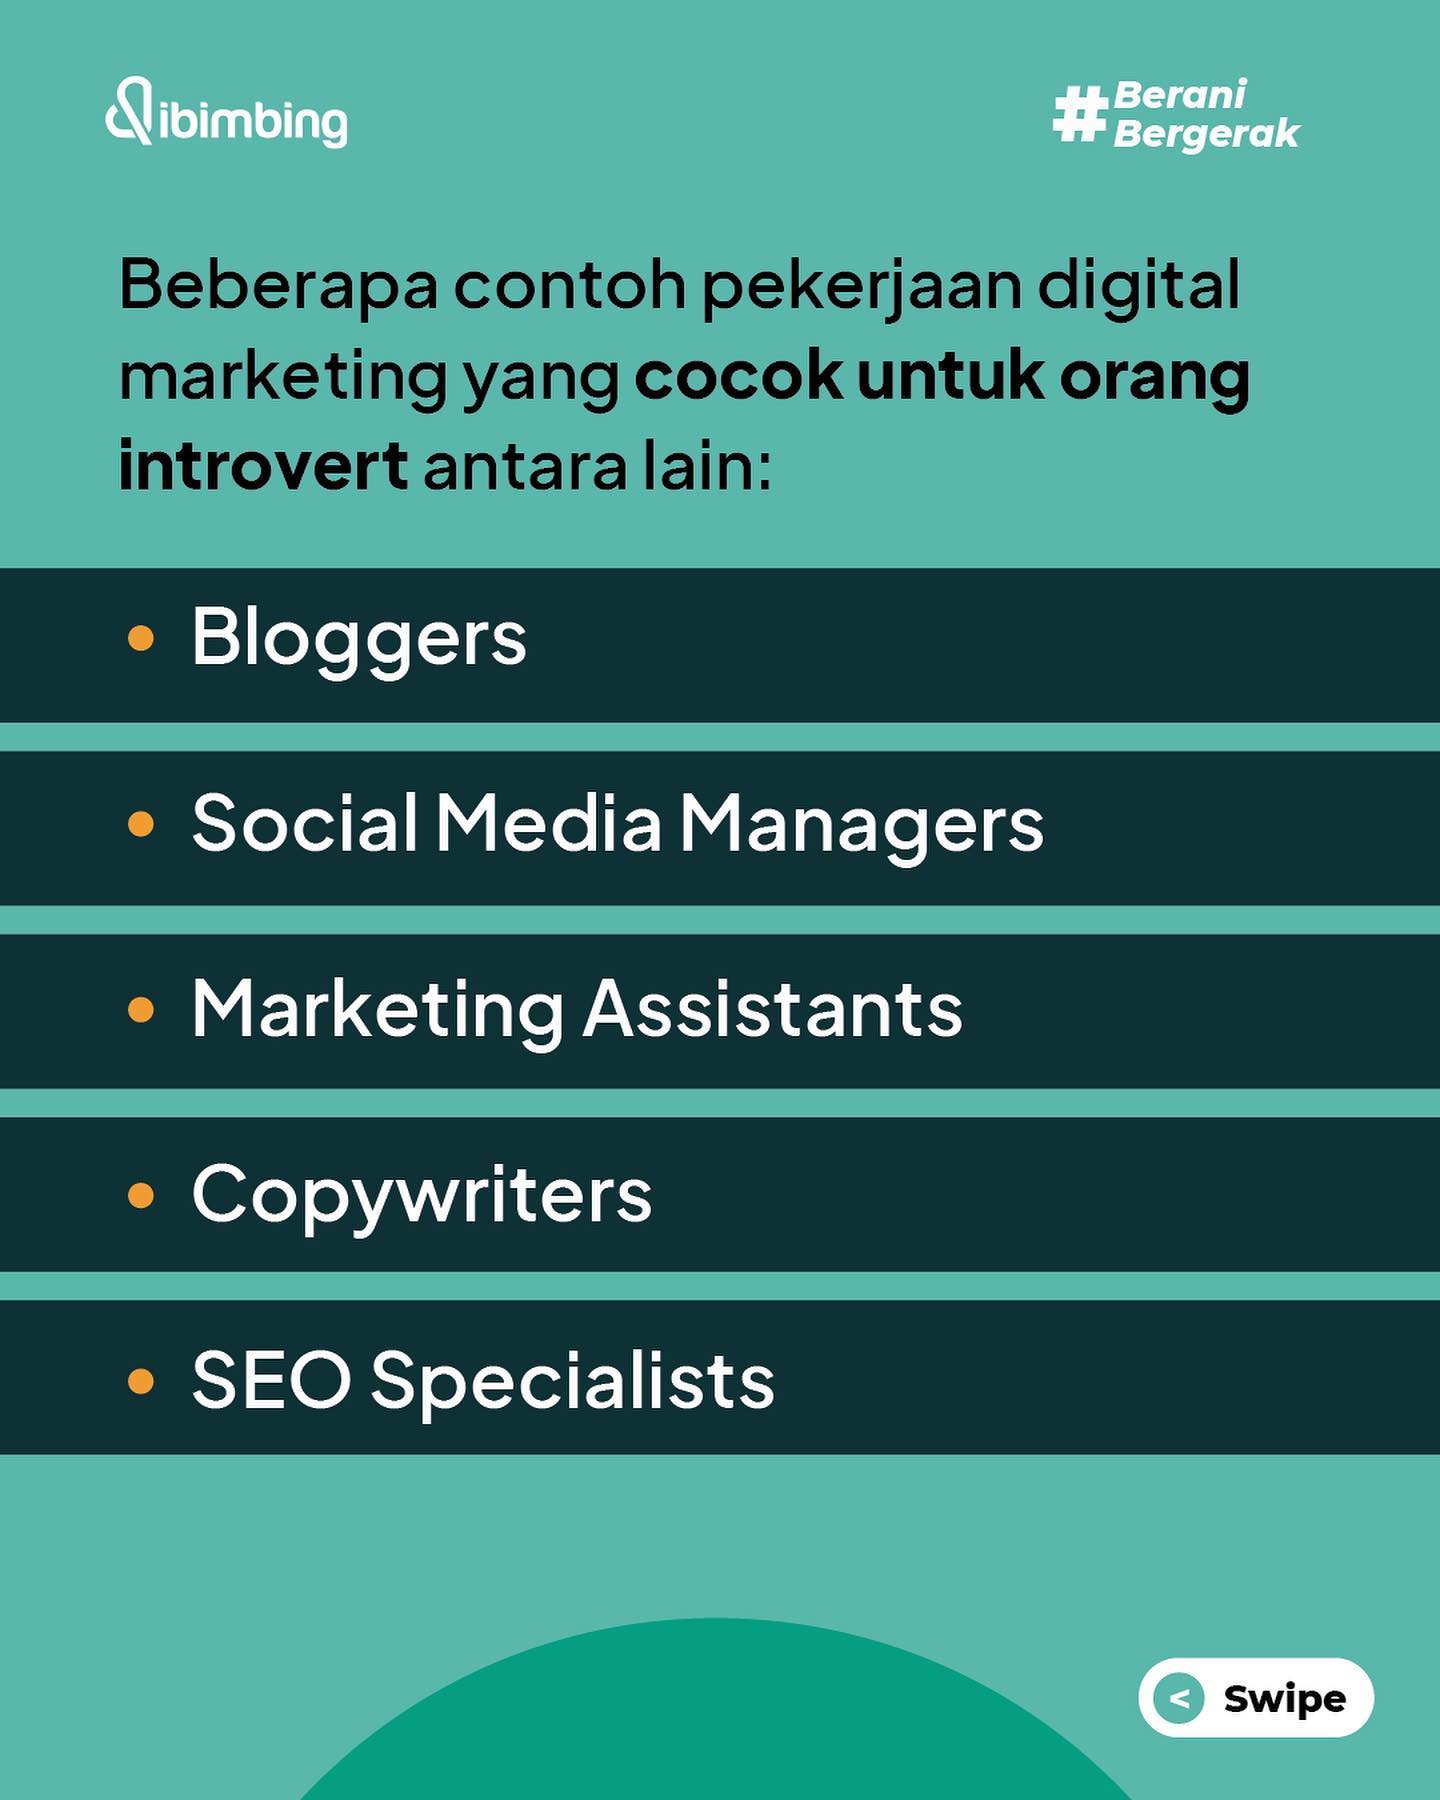 dibimbing
#Berani
Bergerak
Beberapa contoh pekerjaan digital
marketing yang cocok untuk orang
introvert antara lain:
• Bloggers
• Social Media Managers
• Marketing Assistants
• Copywriters
• SEO Specialists
< Swipe